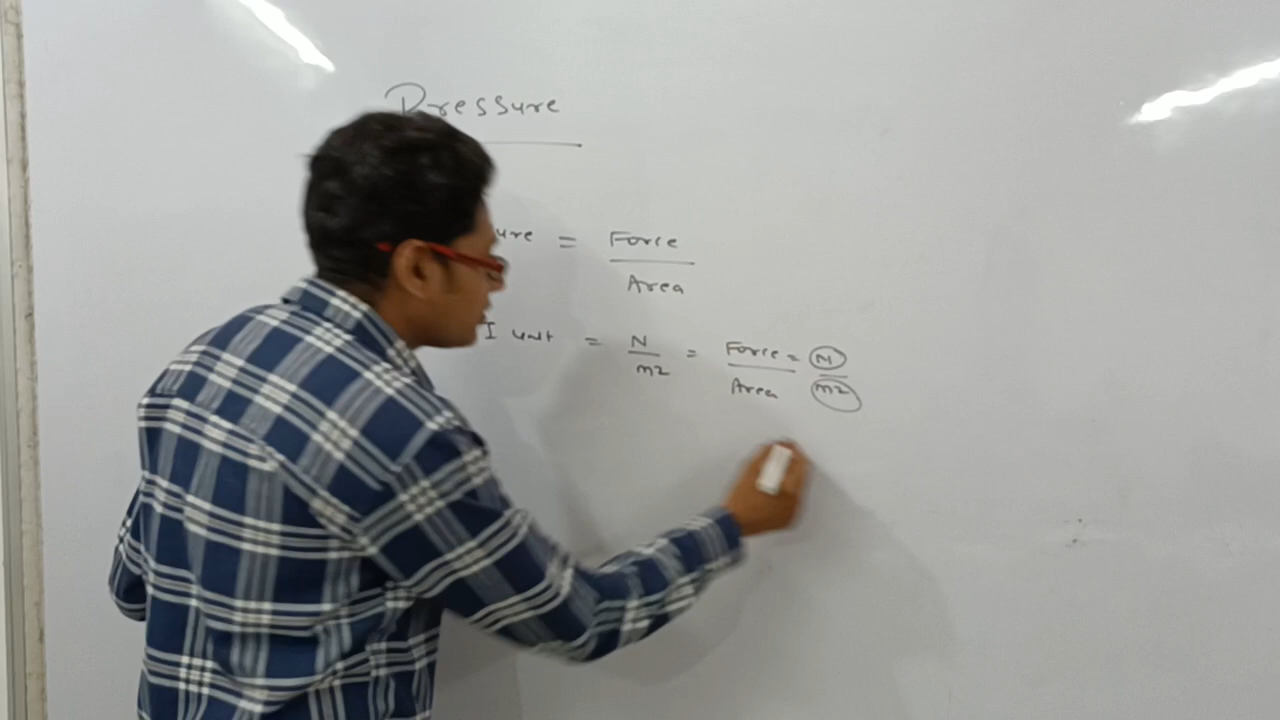 Pressure
ure = Force / Area
I unit = N / m2 = Force / Area = N / m2